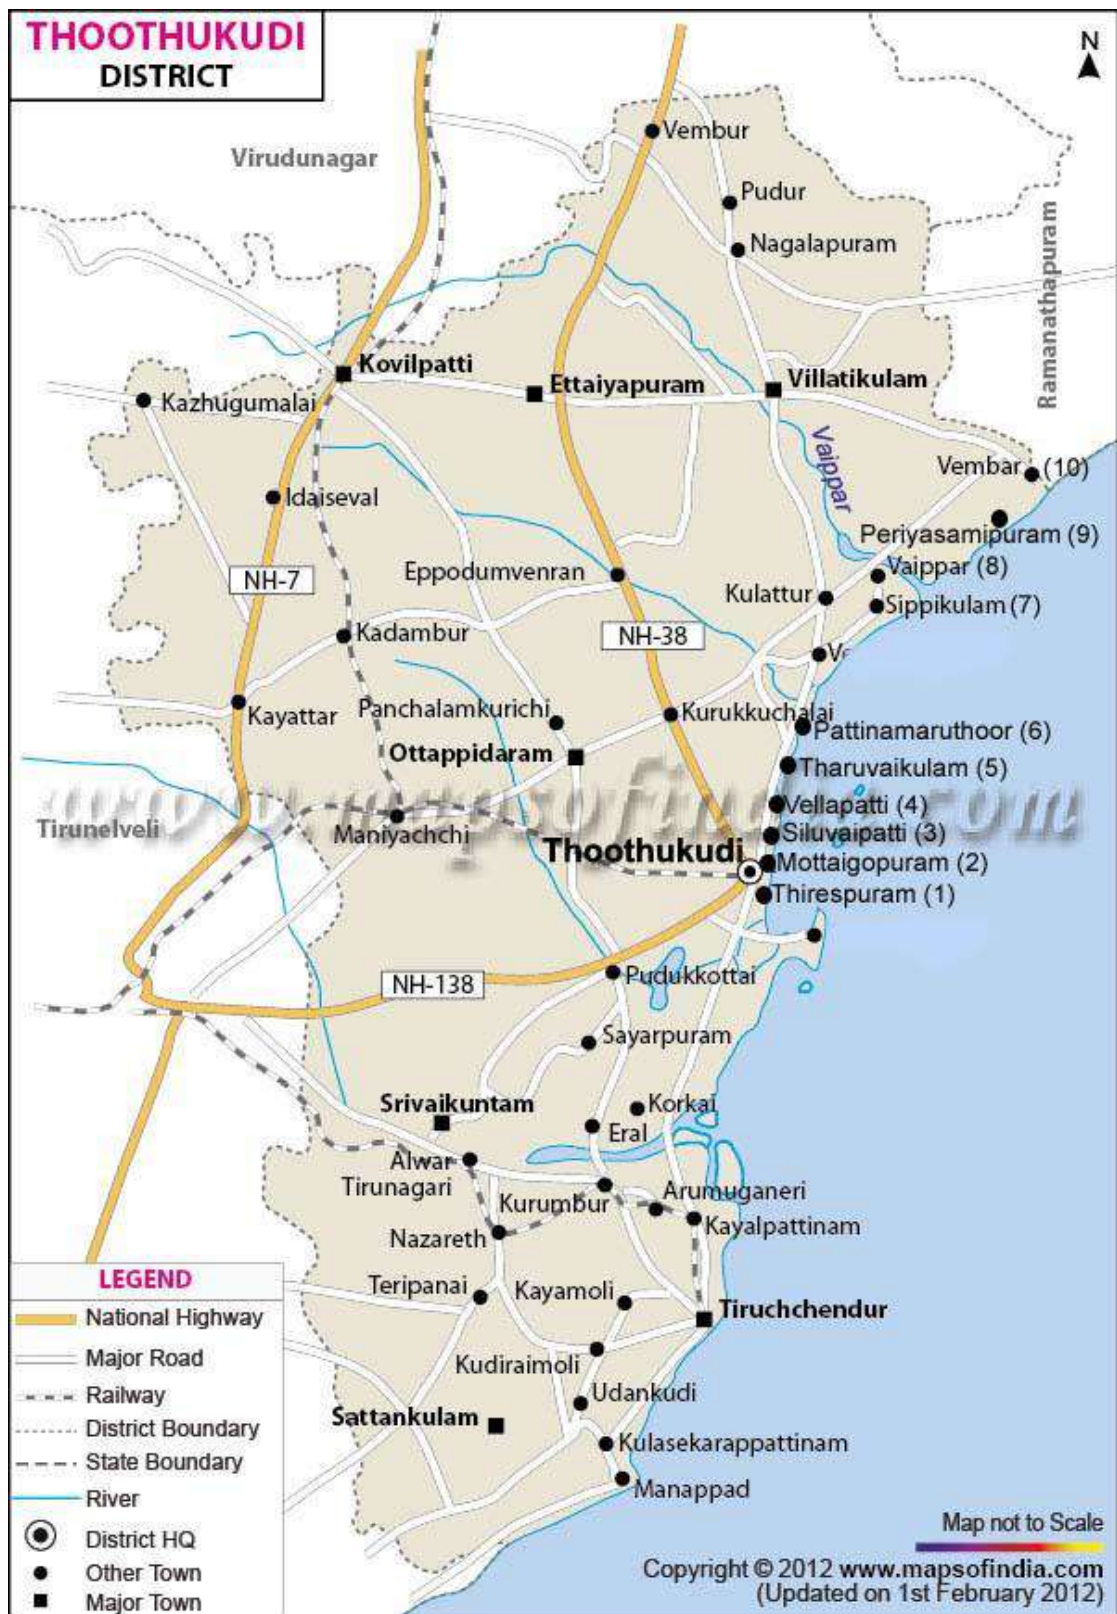 THOOTHUKUDI
DISTRICT
N
Virudunagar
Vembur
Pudur
Nagalapuram
Ramanathapuram
Kovilpatti
Ettaiyapuram
Villatikulam
Kazhugumalai
Vaippar
Vembar (10)
Idaiseval
Periyasamipuram (9)
Eppodumvenran
Vaippar (8)
NH-7
Kulattur
Sippikulam (7)
Kadambur
NH-38
Kayattar
Panchalamkurichi
Kurukkuchalai
Pattinamaruthoor (6)
Ottappidaram
Tharuvaikulam (5)
www.mapsofindia.com
Vellapatti (4)
Tirunelveli
Maniyachchi
Siluvaipatti (3)
Thoothukudi
Mottaigopuram (2)
Thirespuram (1)
NH-138
Pudukkottai
Sayarpuram
Srivaikuntam
Korkai
Eral
Alwar
Tirunagari
Kurumbur
Arumuganeri
Kayalpattinam
Nazareth
Teripanai
Kayamoli
Tiruchchendur
Kudiraimoli
Udankudi
Sattankulam
Kulasekarappattinam
Manappad
LEGEND
National Highway
Major Road
Railway
District Boundary
State Boundary
River
District HQ
Other Town
Major Town
Map not to Scale
Copyright © 2012 www.mapsofindia.com
(Updated on 1st February 2012)